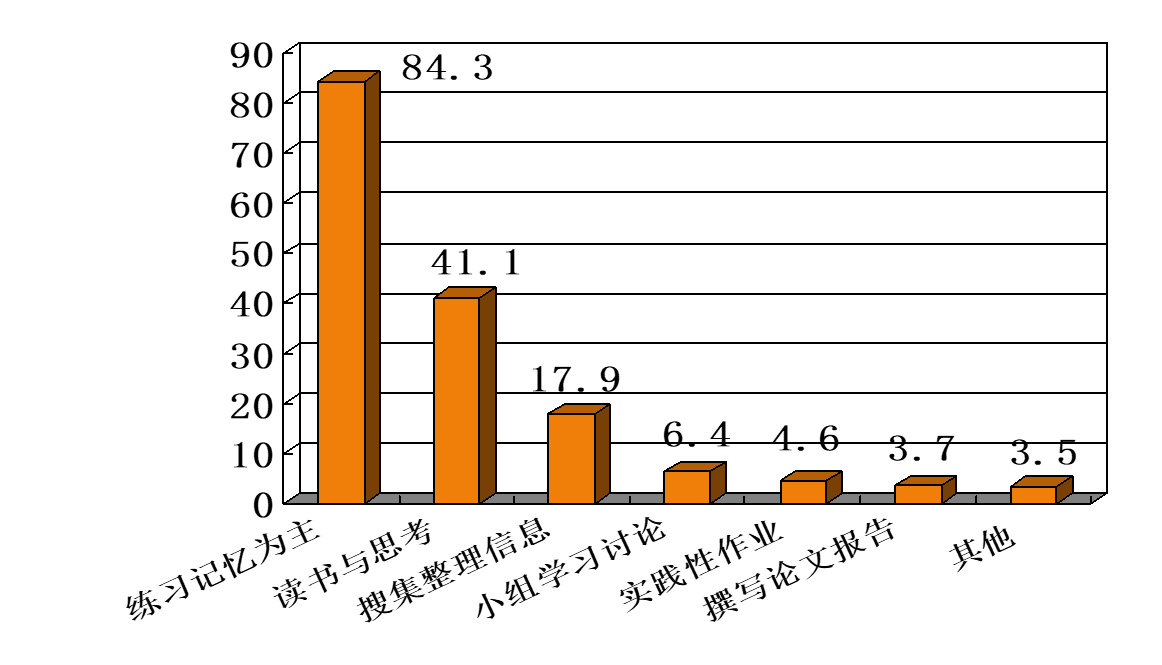 90
80
70
60
50
40
30
20
10
0
84.3
41.1
17.9
6.4
4.6
3.7
3.5
练习记忆为主
读书与思考
搜集整理信息
小组学习讨论
实践性作业
撰写论文报告
其他